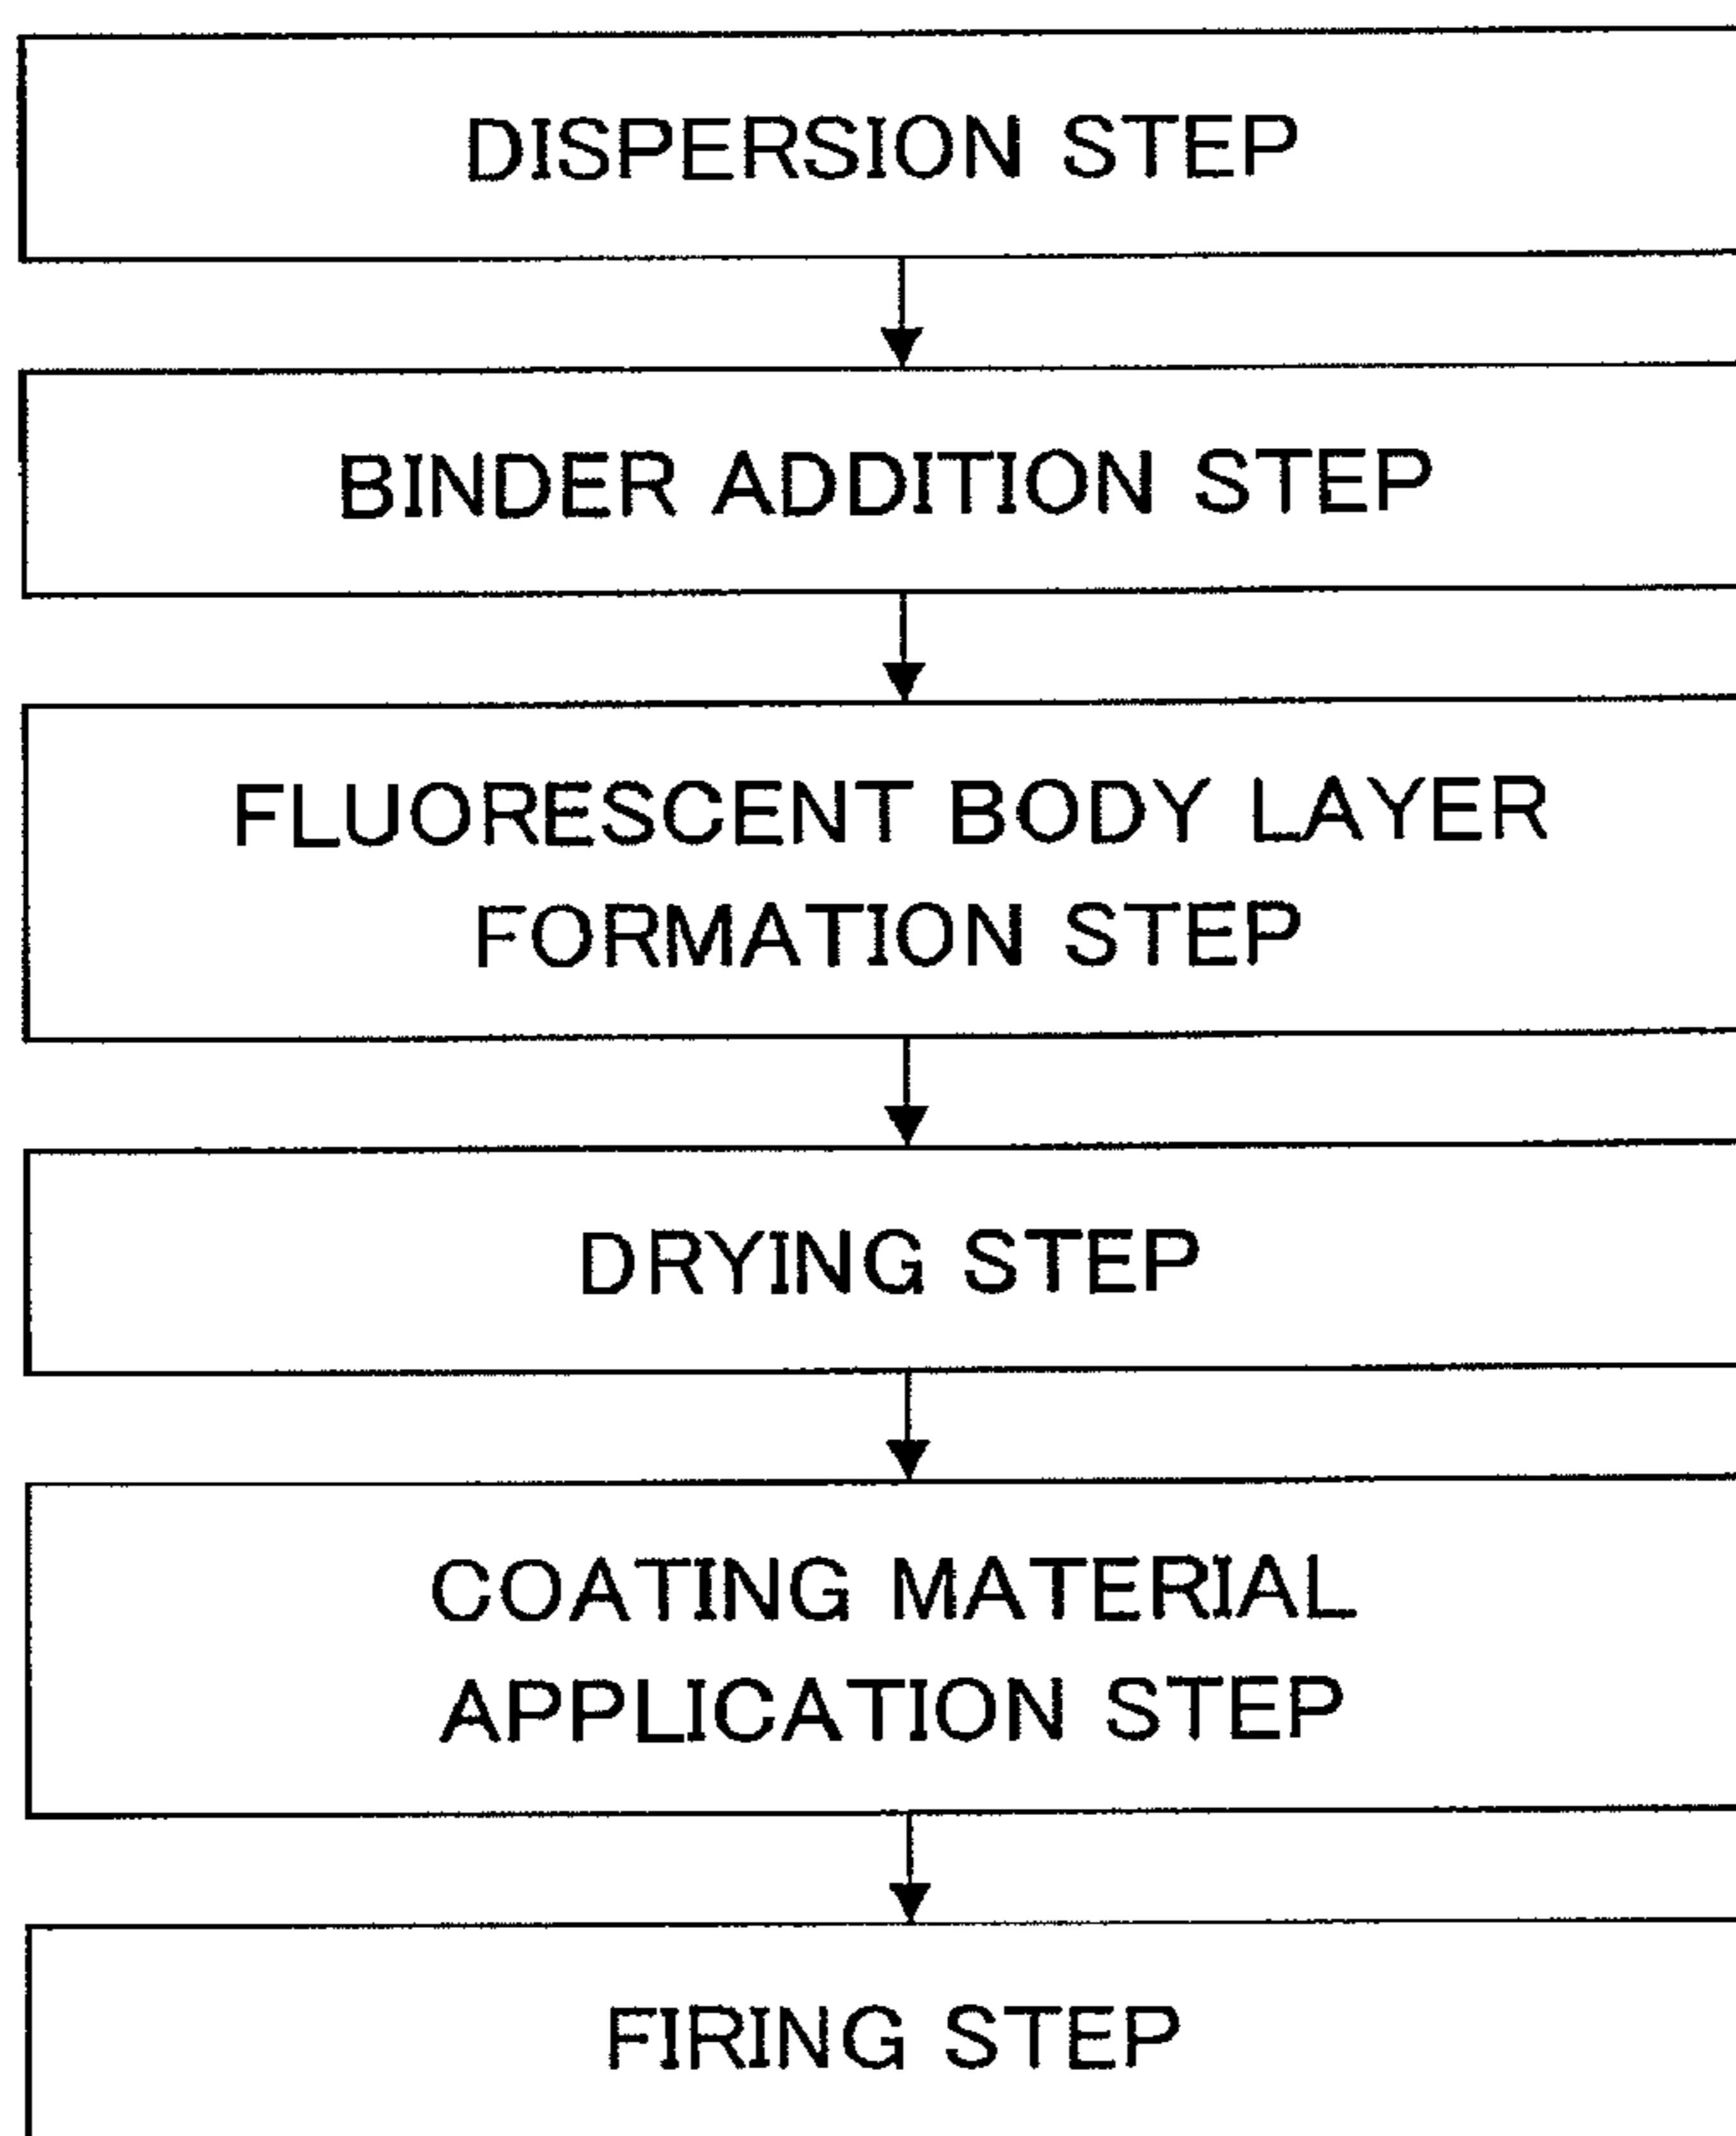 DISPERSION STEP
BINDER ADDITION STEP
FLUORESCENT BODY LAYER
FORMATION STEP
DRYING STEP
COATING MATERIAL
APPLICATION STEP
FIRING STEP